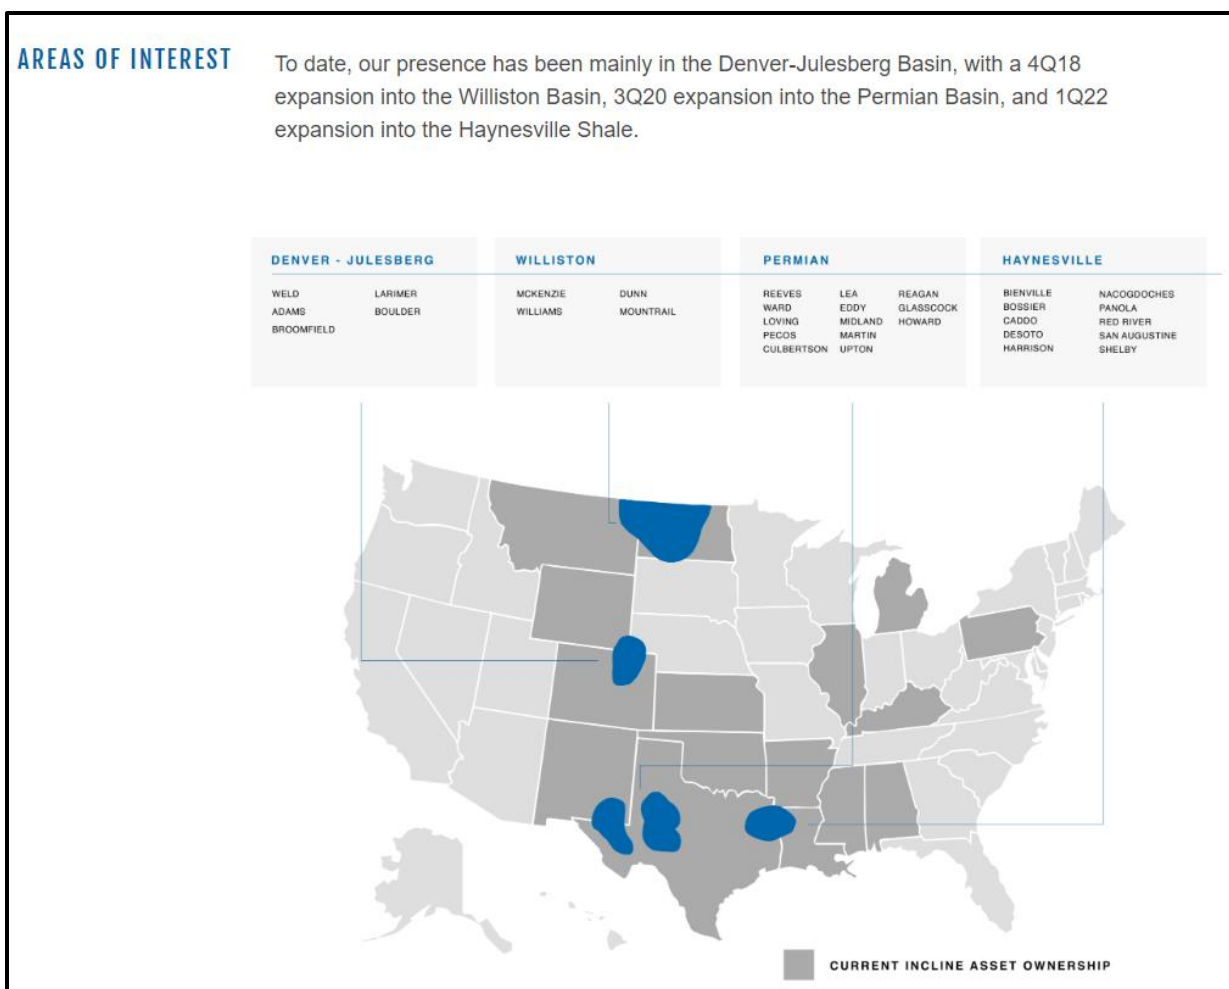 AREAS OF INTEREST
To date, our presence has been mainly in the Denver-Julesberg Basin, with a 4Q18
expansion into the Williston Basin, 3Q20 expansion into the Permian Basin, and 1Q22
expansion into the Haynesville Shale.
DENVER - JULESBERG
WELD LARIMER
ADAMS BOULDER
BROOMFIELD
WILLISTON
MCKENZIE DUNN
WILLIAMS MOUNTRAIL
PERMIAN
REEVES LEA REAGAN
WARD EDDY GLASSCOCK
LOVING MIDLAND HOWARD
PECOS MARTIN
CULBERTSON UPTON
HAYNESVILLE
BIENVILLE NACOGDOCHES
BOSSIER PANOLA
CADDO RED RIVER
DESOTO SAN AUGUSTINE
HARRISON SHELBY
CURRENT INCLINE ASSET OWNERSHIP